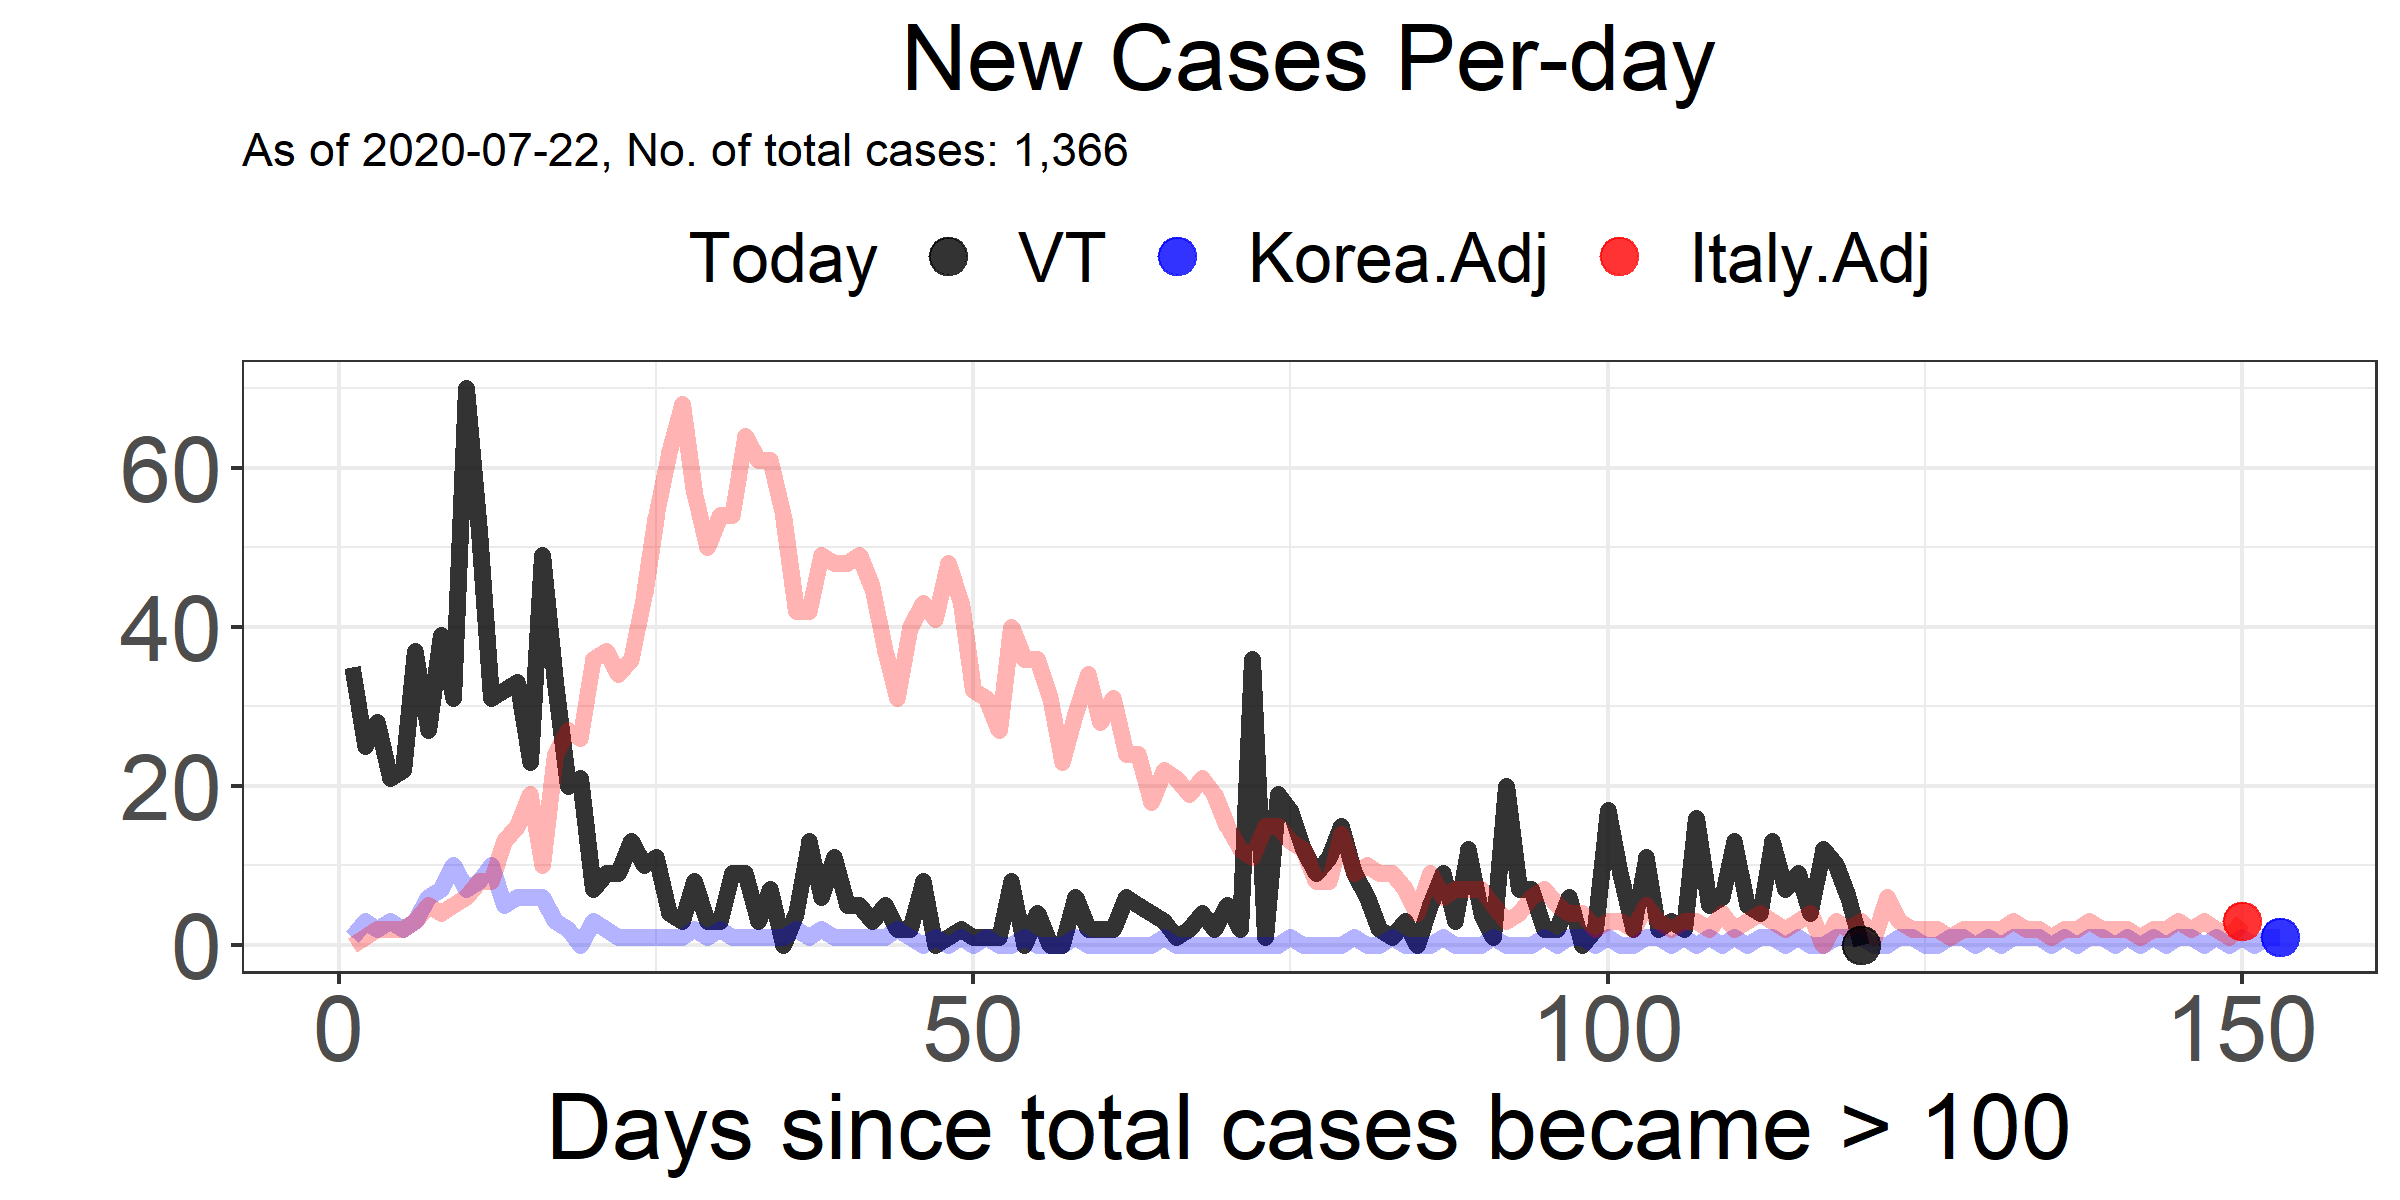 New Cases Per-day
As of 2020-07-22, No. of total cases: 1,366
Today VT Korea.Adj Italy.Adj
60
40
20
0
0 50 100 150
Days since total cases became > 100